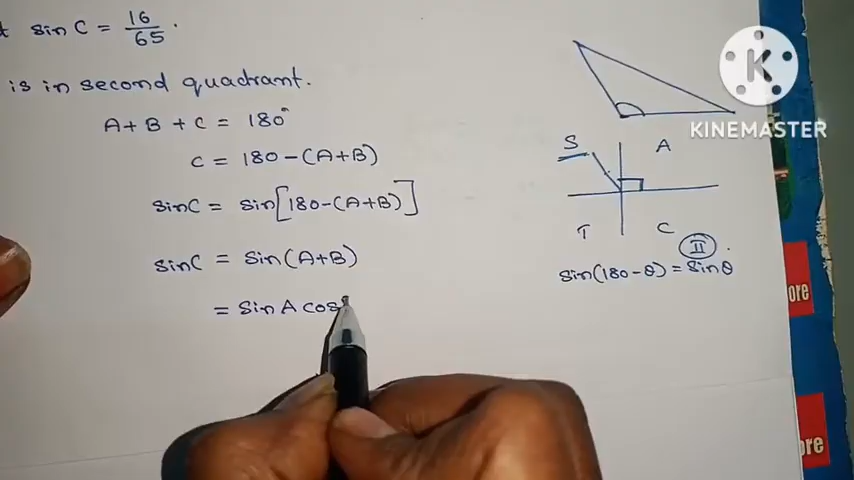 sin C = 16/65 .
is in second quadrant.
A+B+C = 180°
C = 180-(A+B)
sinC = sin[180-(A+B)]
sinC = sin(A+B)
= sin A cos
S A
T C
II .
sin(180-θ) = sinθ
K
KINEMASTER